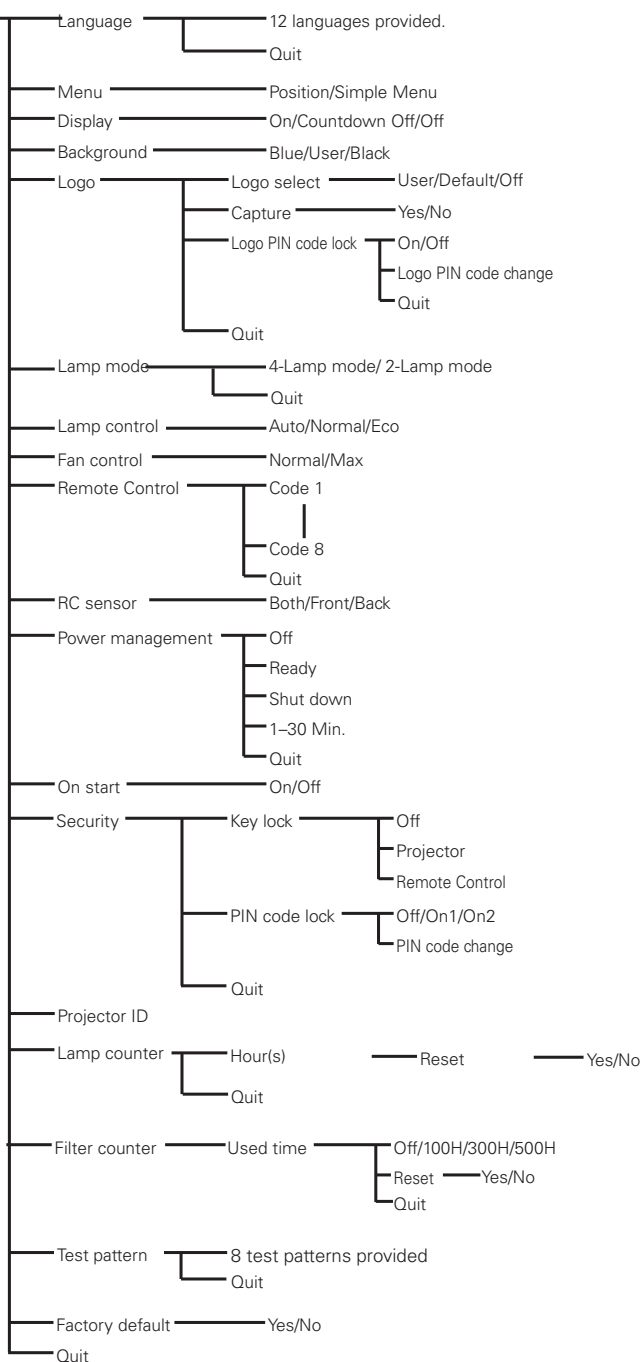 Language 12 languages provided.
Quit
Menu Position/Simple Menu
Display On/Countdown Off/Off
Background Blue/User/Black
Logo Logo select User/Default/Off
Capture Yes/No
Logo PIN code lock On/Off
Logo PIN code change
Quit
Quit
Lamp mode 4-Lamp mode/ 2-Lamp mode
Quit
Lamp control Auto/Normal/Eco
Fan control Normal/Max
Remote Control Code 1
Code 8
Quit
RC sensor Both/Front/Back
Power management Off
Ready
Shut down
1–30 Min.
Quit
On start On/Off
Security Key lock Off
Projector
Remote Control
PIN code lock Off/On1/On2
PIN code change
Quit
Projector ID
Lamp counter Hour(s) Reset Yes/No
Quit
Filter counter Used time Off/100H/300H/500H
Reset Yes/No
Quit
Test pattern 8 test patterns provided
Quit
Factory default Yes/No
Quit